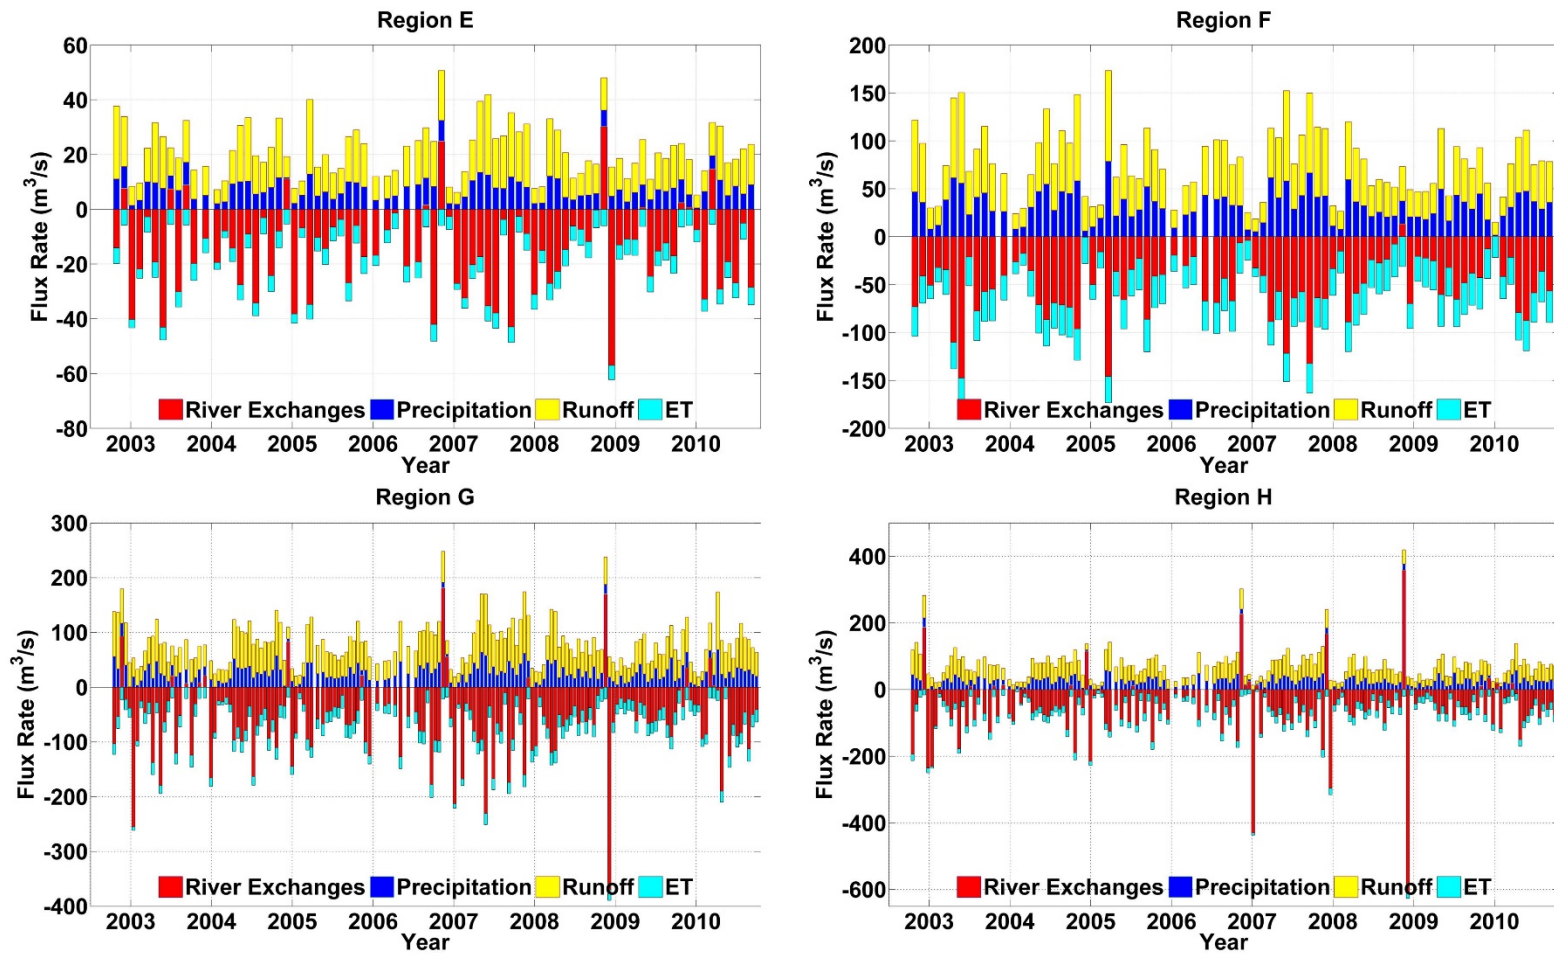 Region E
60
40
20
0
-20
-40
-60
-80
Flux Rate (m³/s)
River Exchanges Precipitation Runoff ET
2003 2004 2005 2006 2007 2008 2009 2010
Year
Region F
200
150
100
50
0
-50
-100
-150
-200
Flux Rate (m³/s)
River Exchanges Precipitation Runoff ET
2003 2004 2005 2006 2007 2008 2009 2010
Year
Region G
300
200
100
0
-100
-200
-300
-400
Flux Rate (m³/s)
River Exchanges Precipitation Runoff ET
2003 2004 2005 2006 2007 2008 2009 2010
Year
Region H
400
200
0
-200
-400
-600
Flux Rate (m³/s)
River Exchanges Precipitation Runoff ET
2003 2004 2005 2006 2007 2008 2009 2010
Year